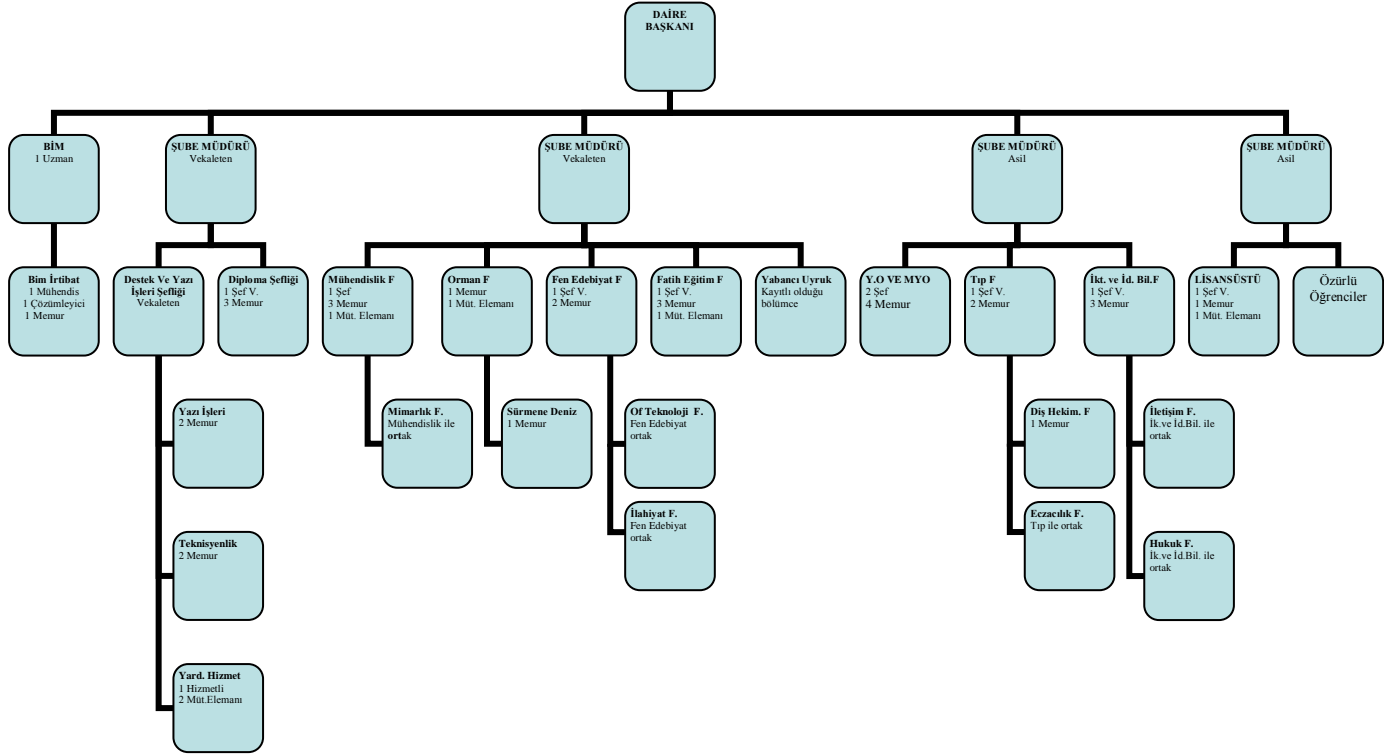 DAİRE
BAŞKANI
BİM
1 Uzman
ŞUBE MÜDÜRÜ
Vekaleten
ŞUBE MÜDÜRÜ
Vekaleten
ŞUBE MÜDÜRÜ
Asil
ŞUBE MÜDÜRÜ
Asil
Bim İrtibat
1 Mühendis
1 Çözümleyici
1 Memur
Destek Ve Yazı
İşleri Şefliği
Vekaleten
Diploma Şefliği
1 Şef V.
3 Memur
Mühendislik F
1 Şef
3 Memur
1 Müt. Elemanı
Orman F
1 Memur
1 Müt. Elemanı
Fen Edebiyat F
1 Şef V.
2 Memur
Fatih Eğitim F
1 Şef V.
3 Memur
1 Müt. Elemanı
Yabancı Uyruk
Kayıtlı olduğu
bölümce
Y.O VE MYO
2 Şef
4 Memur
Tıp F
1 Şef V.
2 Memur
İkt. ve İd. Bil.F
1 Şef V.
3 Memur
LİSANSÜSTÜ
1 Şef V.
1 Memur
1 Müt. Elemanı
Özürlü
Öğrenciler
Yazı İşleri
2 Memur
Mimarlık F.
Mühendislik ile
ortak
Sürmene Deniz
1 Memur
Of Teknoloji F.
Fen Edebiyat
ortak
Diş Hekim. F
1 Memur
İletişim F.
İk.ve İd.Bil. ile
ortak
İlahiyat F.
Fen Edebiyat
ortak
Eczacılık F.
Tıp ile ortak
Teknisyenlik
2 Memur
Hukuk F.
İk.ve İd.Bil. ile
ortak
Yard. Hizmet
1 Hizmetli
2 Müt.Elemanı